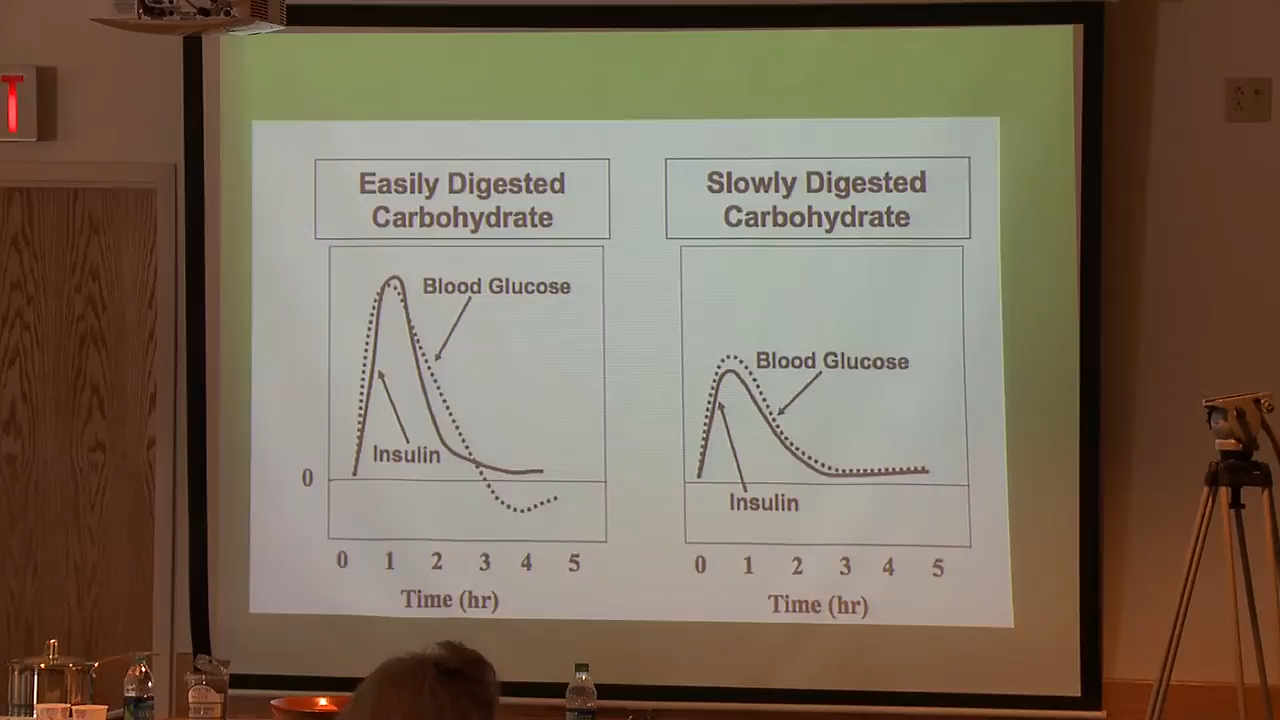 T
Easily Digested
Carbohydrate
Blood Glucose
Insulin
0
0 1 2 3 4 5
Time (hr)
Slowly Digested
Carbohydrate
Blood Glucose
Insulin
0 1 2 3 4 5
Time (hr)